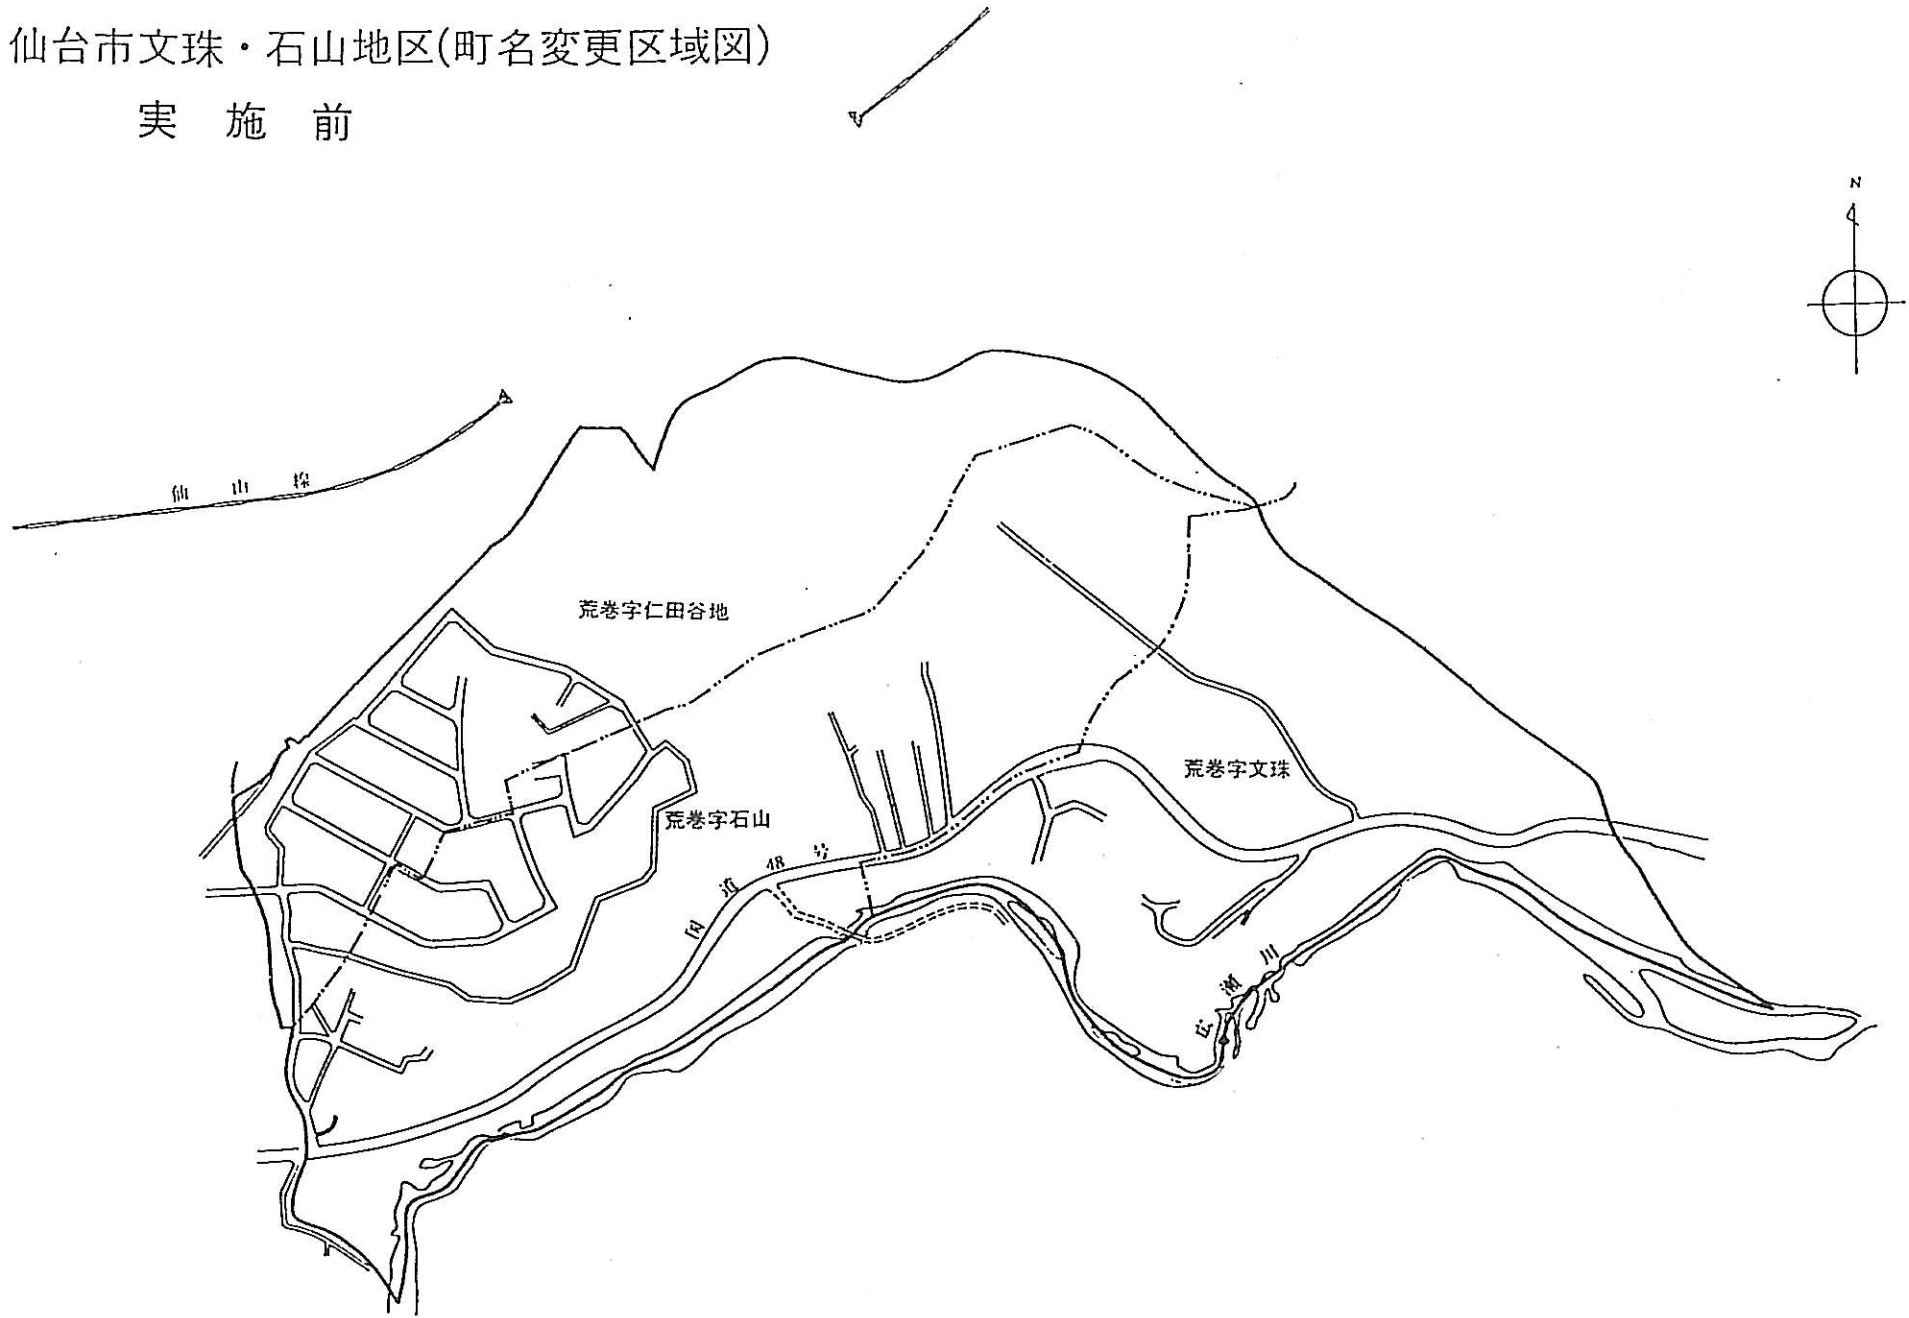 仙台市文珠・石山地区(町名変更区域図)
実施前
N
仙山線
荒巻字仁田谷地
荒巻字文珠
荒巻字石山
国道48号
広瀬川